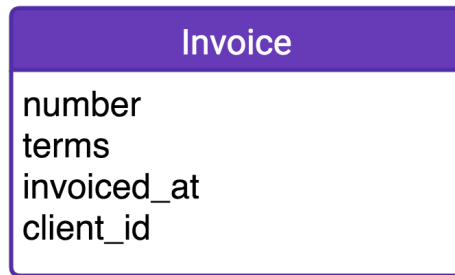 Invoice
number
terms
invoiced_at
client_id